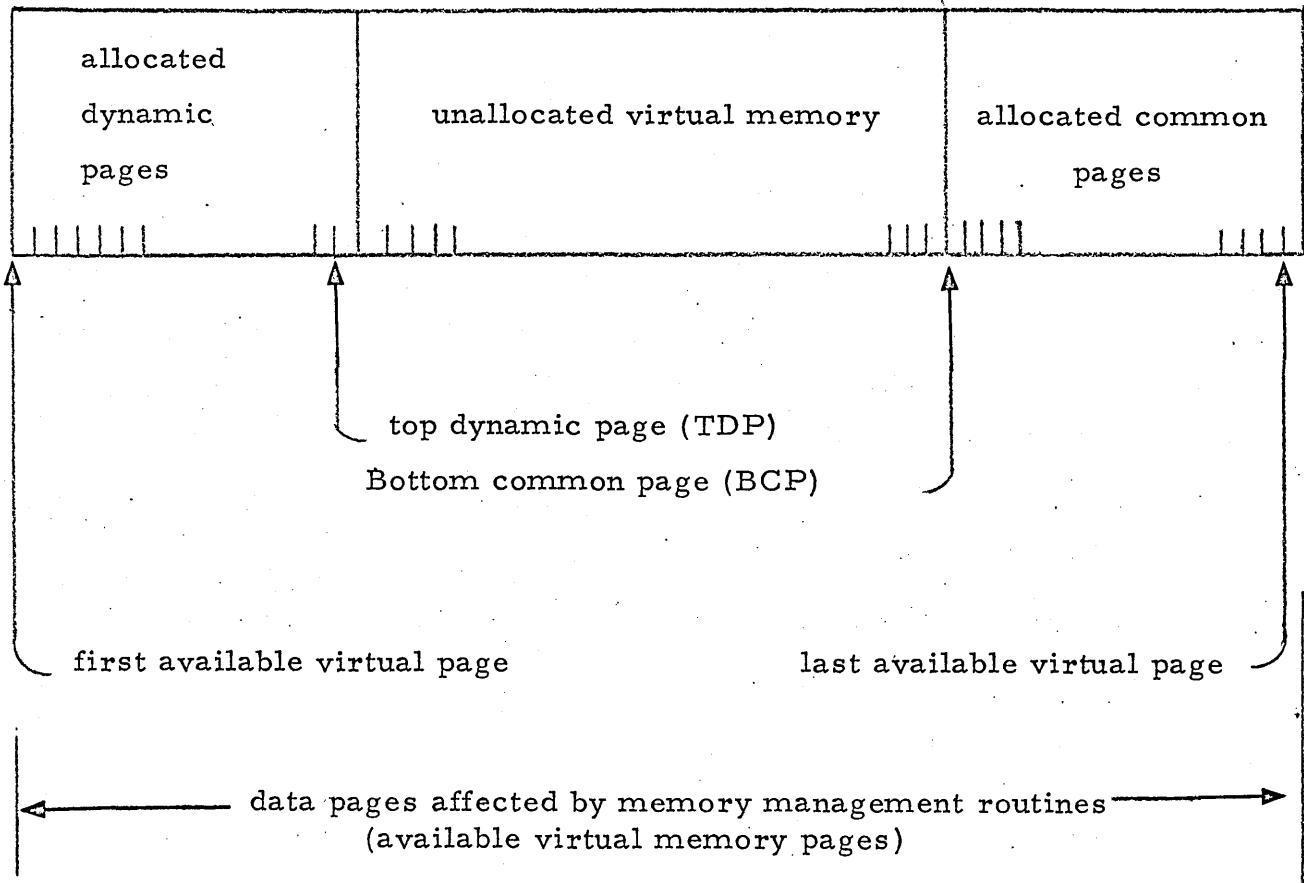 allocated
dynamic
pages
unallocated virtual memory
allocated common
pages
top dynamic page (TDP)
Bottom common page (BCP)
first available virtual page
last available virtual page
data pages affected by memory management routines
(available virtual memory pages)